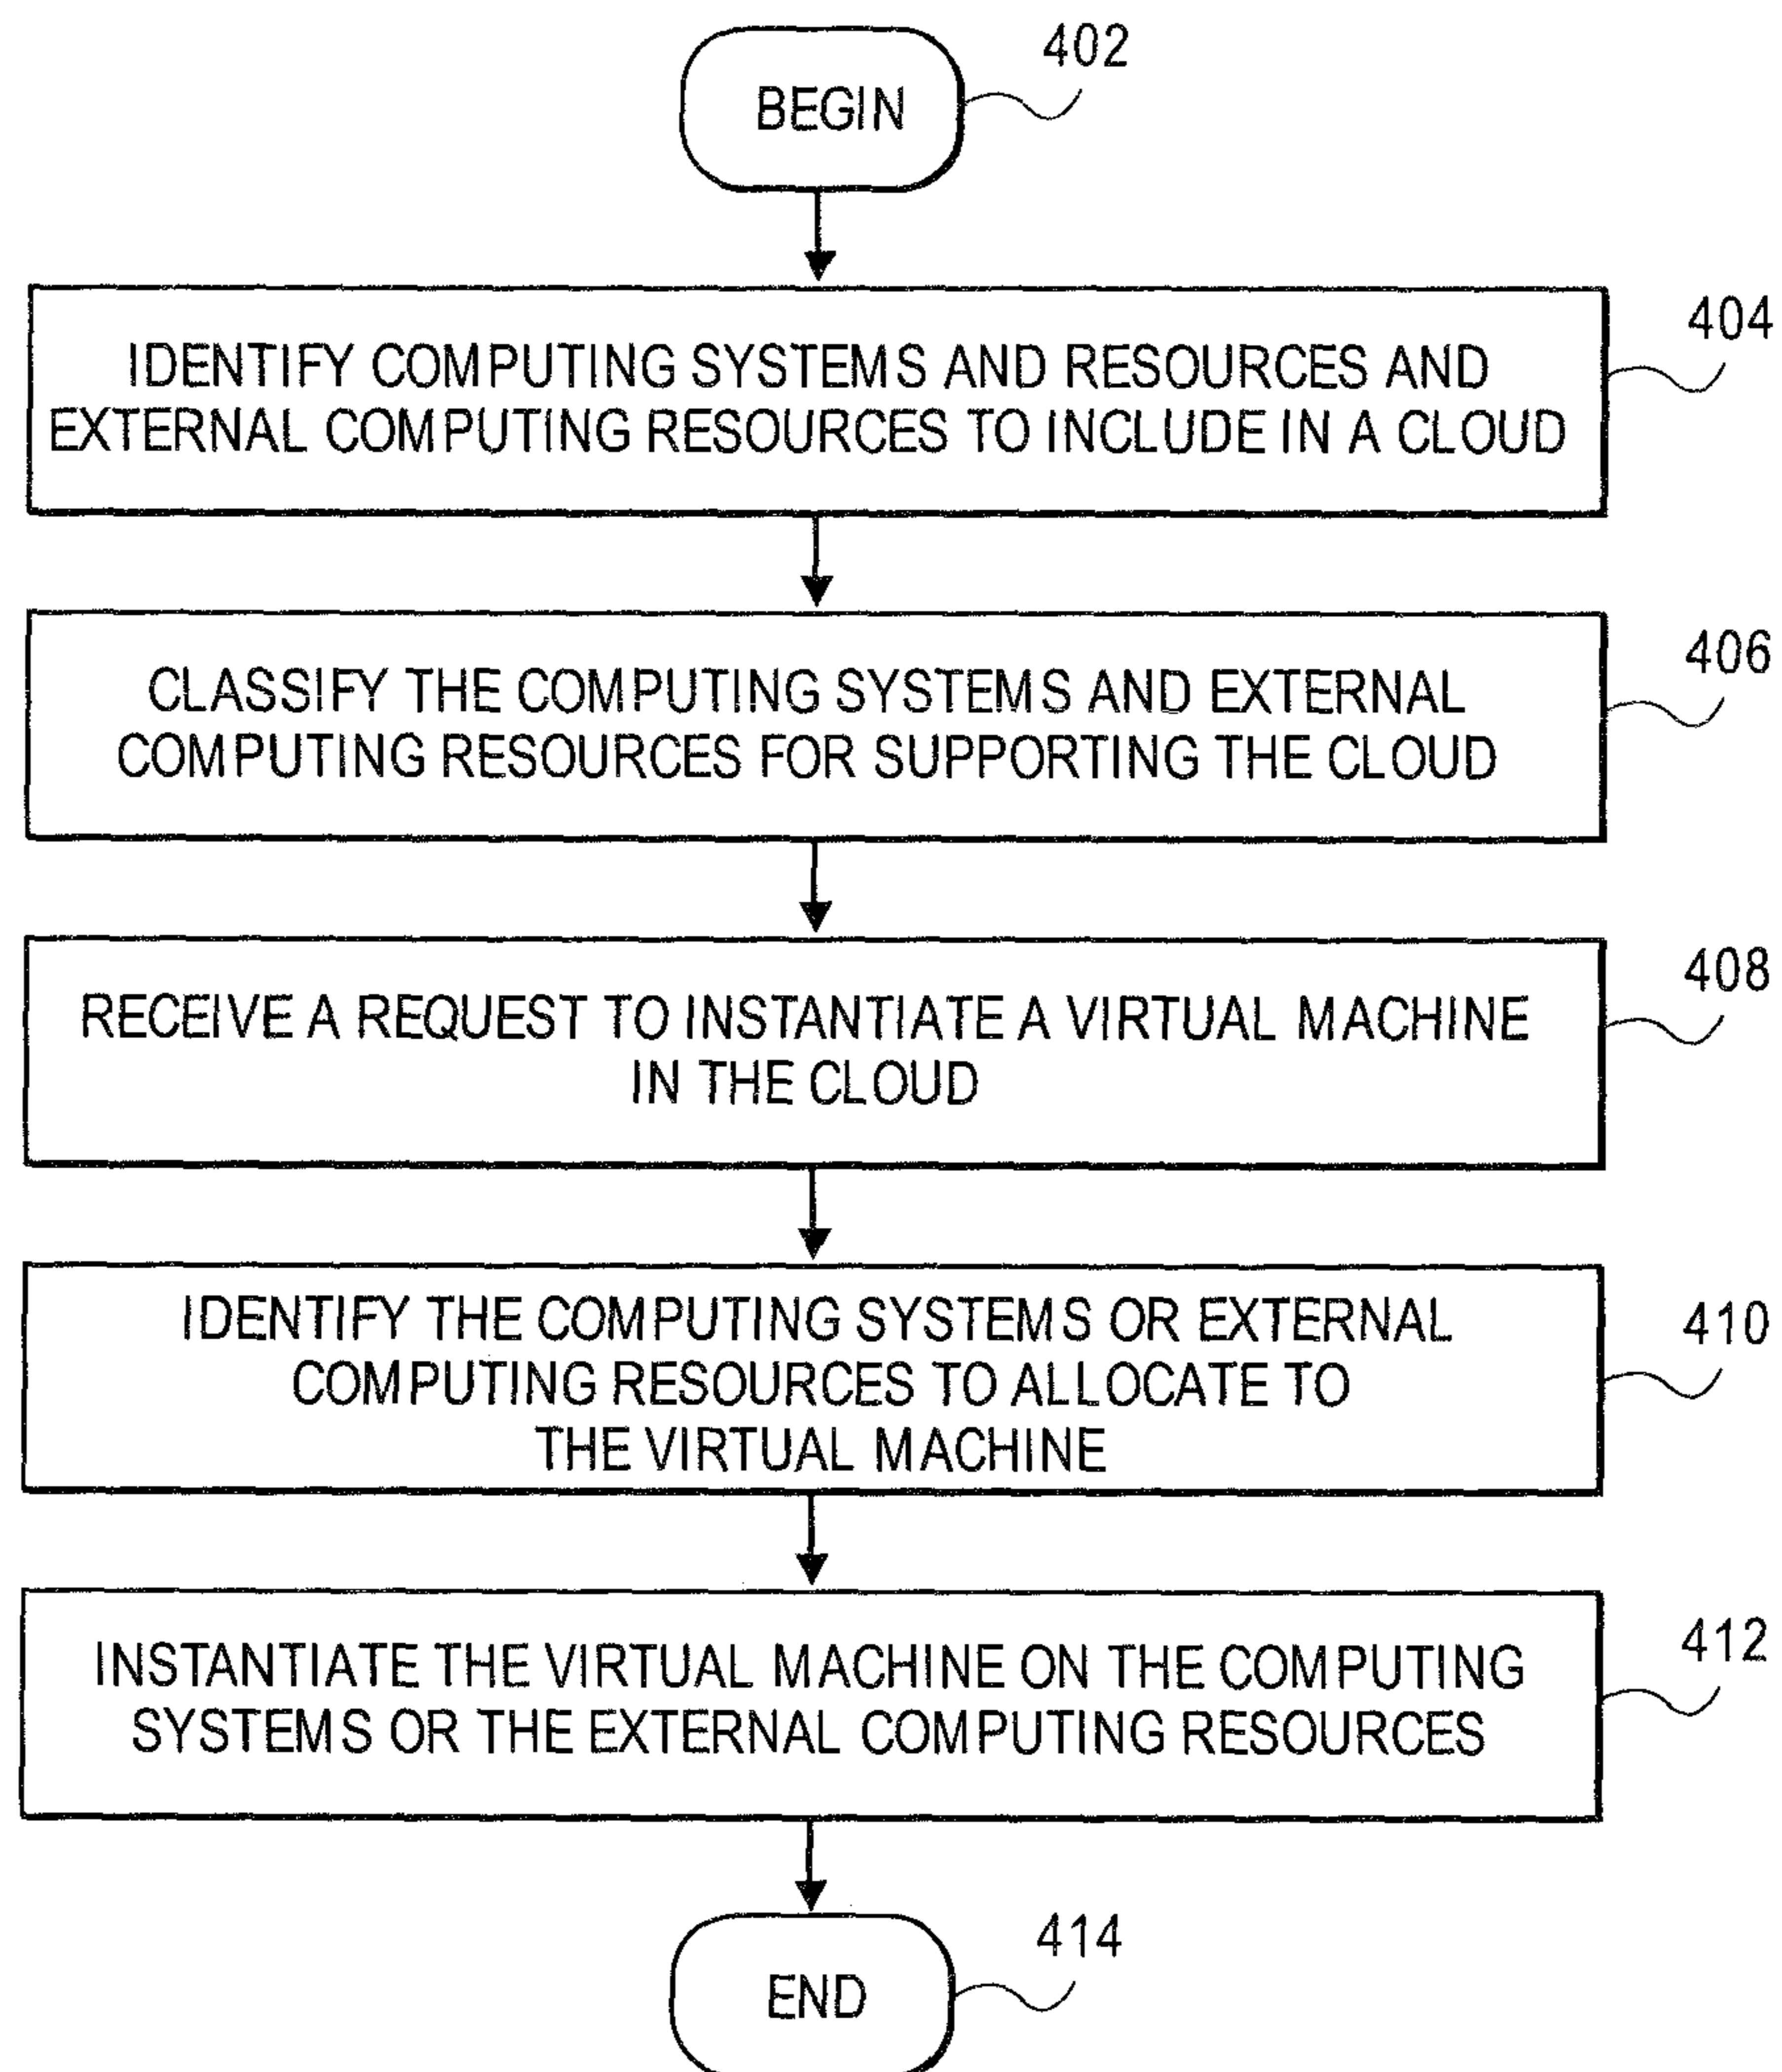 402
BEGIN
404
IDENTIFY COMPUTING SYSTEMS AND RESOURCES AND
EXTERNAL COMPUTING RESOURCES TO INCLUDE IN A CLOUD
406
CLASSIFY THE COMPUTING SYSTEMS AND EXTERNAL
COMPUTING RESOURCES FOR SUPPORTING THE CLOUD
408
RECEIVE A REQUEST TO INSTANTIATE A VIRTUAL MACHINE
IN THE CLOUD
410
IDENTIFY THE COMPUTING SYSTEMS OR EXTERNAL
COMPUTING RESOURCES TO ALLOCATE TO
THE VIRTUAL MACHINE
412
INSTANTIATE THE VIRTUAL MACHINE ON THE COMPUTING
SYSTEMS OR THE EXTERNAL COMPUTING RESOURCES
414
END